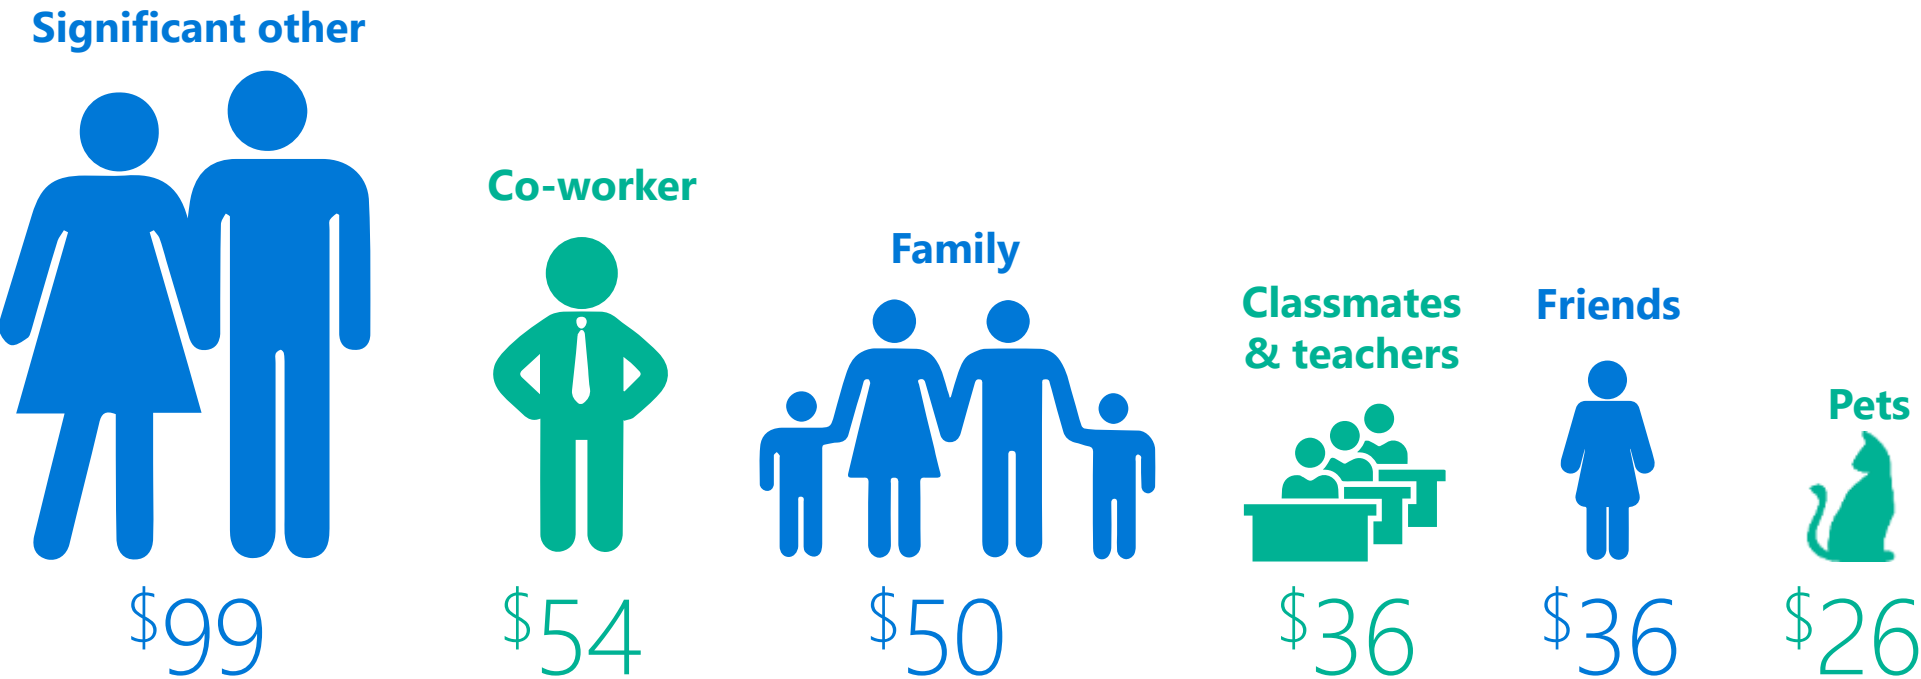 Significant other
$99
Co-worker
$54
Family
$50
Classmates
& teachers
$36
Friends
$36
Pets
$26